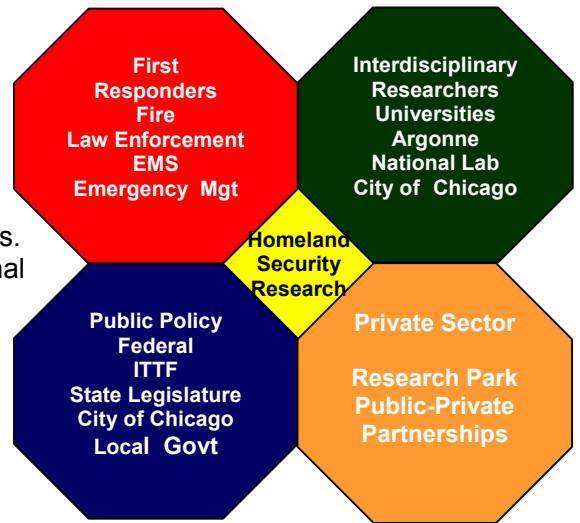 First
Responders
Fire
Law Enforcement
EMS
Emergency Mgt
Interdisciplinary
Researchers
Universities
Argonne
National Lab
City of Chicago
s.
nal
Homeland
Security
Research
Public Policy
Federal
ITTF
State Legislature
City of Chicago
Local Govt
Private Sector
Research Park
Public-Private
Partnerships